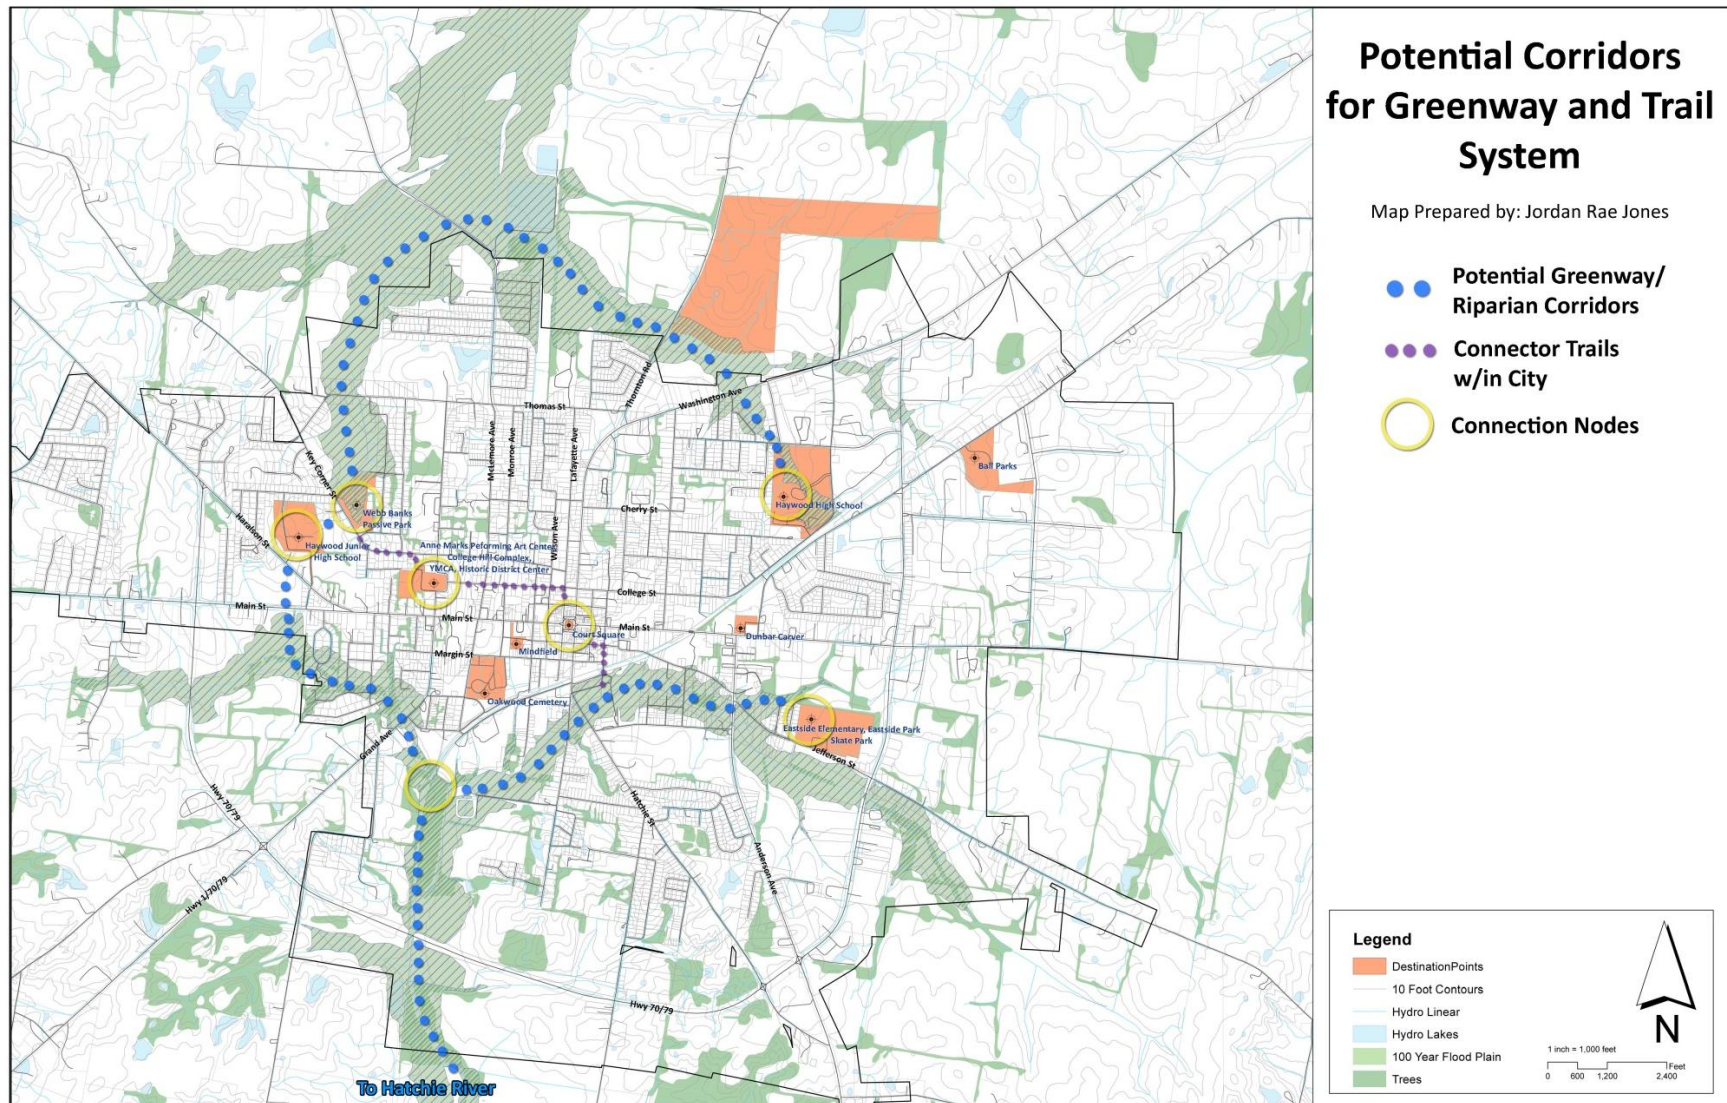 Potential Corridors
for Greenway and Trail
System
Map Prepared by: Jordan Rae Jones
Potential Greenway/
Riparian Corridors
Connector Trails
w/in City
Connection Nodes
Thornton Rd
Washington Ave
Thomas St
McLemore Ave
Monroe Ave
Lafayette Ave
Key Corner St
Ball Parks
Haywood High School
Cherry St
Webb Banks
Passive Park
Haralson St
Haywood Junior
High School
Wilson Ave
Anne Marks Peforming Art Center,
College Hill Complex,
YMCA, Historic District Center
College St
Main St
Main St
Main St
Court Square
Dunbar Carver
Mindfield
Margin St
Oakwood Cemetery
Eastside Elementary, Eastside Park
Skate Park
Jefferson St
Grand Ave
Hwy 70/79
Hatchie St
Anderson Ave
Hwy 1/70/79
Hwy 70/79
To Hatchie River
Legend
DestinationPoints
10 Foot Contours
Hydro Linear
Hydro Lakes
100 Year Flood Plain
Trees
N
1 inch = 1,000 feet
Feet
0 600 1,200 2,400